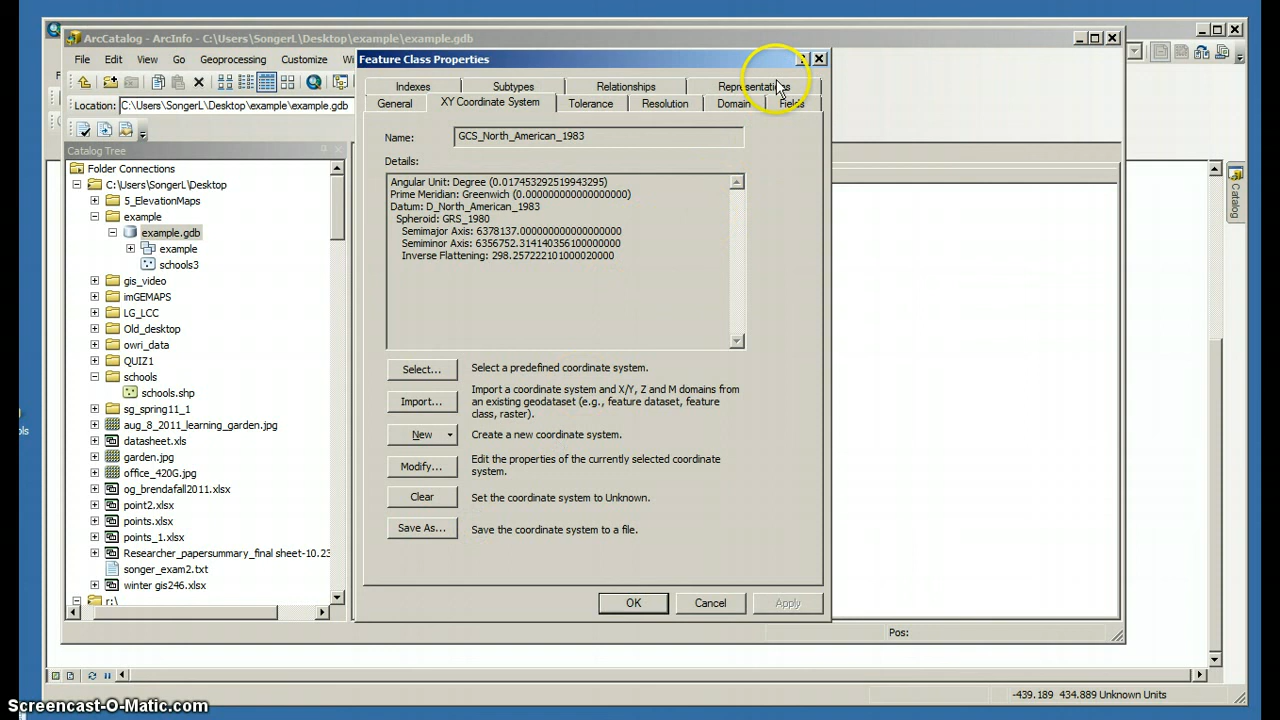 ArcCatalog - ArcInfo - C:\Users\SongerL\Desktop\example\example.gdb
File Edit View Go Geoprocessing Customize
Location: C:\Users\SongerL\Desktop\example\example.gdb
Catalog Tree
Folder Connections
C:\Users\SongerL\Desktop
5_ElevationMaps
example
example.gdb
example
schools3
gis_video
imGEMAPS
LG_LCC
Old_desktop
owri_data
QUIZ1
schools
schools.shp
sg_spring11_1
aug_8_2011_learning_garden.jpg
datasheet.xls
garden.jpg
office_420G.jpg
og_brendafall2011.xlsx
point2.xlsx
points.xlsx
points_1.xlsx
Researcher_papersummary_final sheet-10.23
songer_exam2.txt
winter gis246.xlsx
r:\
Feature Class Properties
Indexes Subtypes Relationships Representations
General XY Coordinate System Tolerance Resolution Domain Fields
Name: GCS_North_American_1983
Details:
Angular Unit: Degree (0.017453292519943295)
Prime Meridian: Greenwich (0.000000000000000000)
Datum: D_North_American_1983
Spheroid: GRS_1980
Semimajor Axis: 6378137.000000000000000000
Semiminor Axis: 6356752.314140356100000000
Inverse Flattening: 298.257222101000020000
Select... Select a predefined coordinate system.
Import... Import a coordinate system and X/Y, Z and M domains from
an existing geodataset (e.g., feature dataset, feature
class, raster).
New Create a new coordinate system.
Modify... Edit the properties of the currently selected coordinate
system.
Clear Set the coordinate system to Unknown.
Save As... Save the coordinate system to a file.
OK Cancel Apply
Catalog
Pos:
-439.189 434.889 Unknown Units
Screencast-O-Matic.com